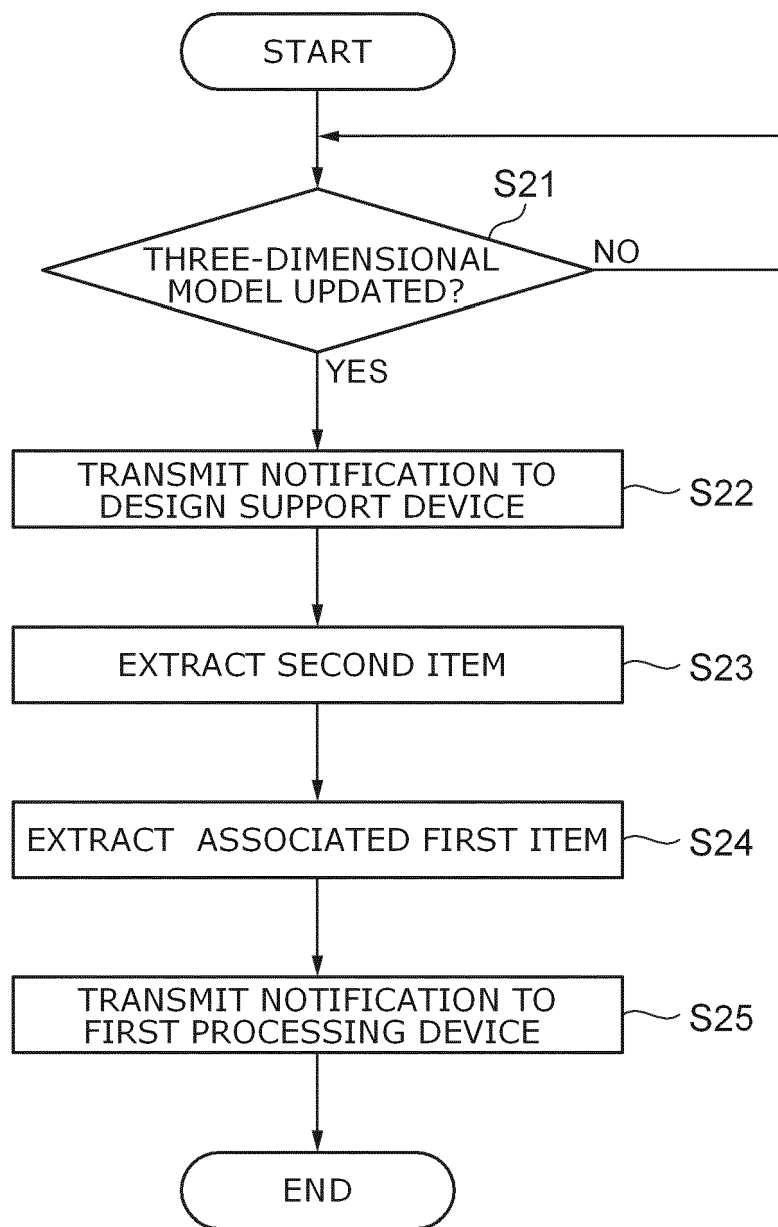 START
S21
THREE-DIMENSIONAL
MODEL UPDATED?
NO
YES
TRANSMIT NOTIFICATION TO
DESIGN SUPPORT DEVICE
S22
EXTRACT SECOND ITEM
S23
EXTRACT ASSOCIATED FIRST ITEM
S24
TRANSMIT NOTIFICATION TO
FIRST PROCESSING DEVICE
S25
END